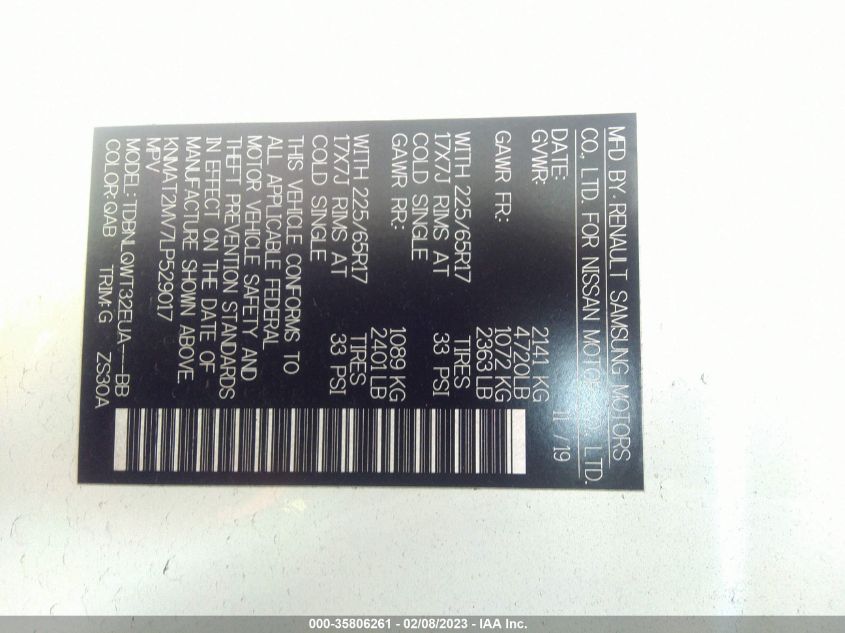 MFD BY: RENAULT SAMSUNG MOTORS
CO., LTD. FOR NISSAN MOTOR CO., LTD.
DATE: 11 /19
GVWR: 2141 KG
4720LB
GAWR FR: 1072 KG
2363 LB
WITH 225/65R17 TIRES
17X7J RIMS AT 33 PSI
COLD SINGLE
GAWR RR: 1089 KG
2401 LB
WITH 225/65R17 TIRES
17X7J RIMS AT 33 PSI
COLD SINGLE
THIS VEHICLE CONFORMS TO
ALL APPLICABLE FEDERAL
MOTOR VEHICLE SAFETY AND
THEFT PREVENTION STANDARDS
IN EFFECT ON THE DATE OF
MANUFACTURE SHOWN ABOVE.
KNMAT2MV7LP529017
MPV
MODEL: TDBNLQWT32EUA----BB
COLOR:QAB TRIM:G ZS30A
000-35806261 - 02/08/2023 - IAA Inc.